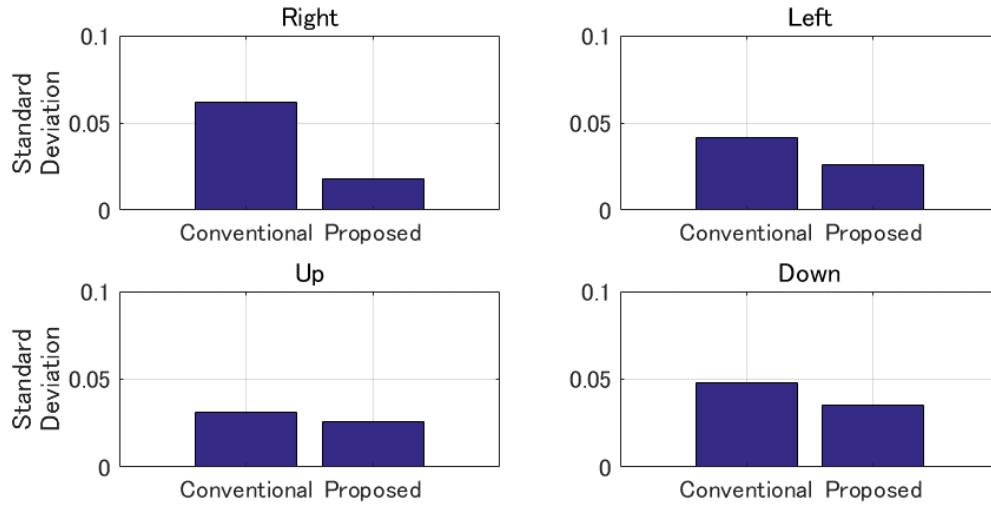 Right
0.1
0.05
0
Standard
Deviation
Conventional Proposed
Left
0.1
0.05
0
Conventional Proposed
Up
0.1
0.05
0
Standard
Deviation
Conventional Proposed
Down
0.1
0.05
0
Conventional Proposed